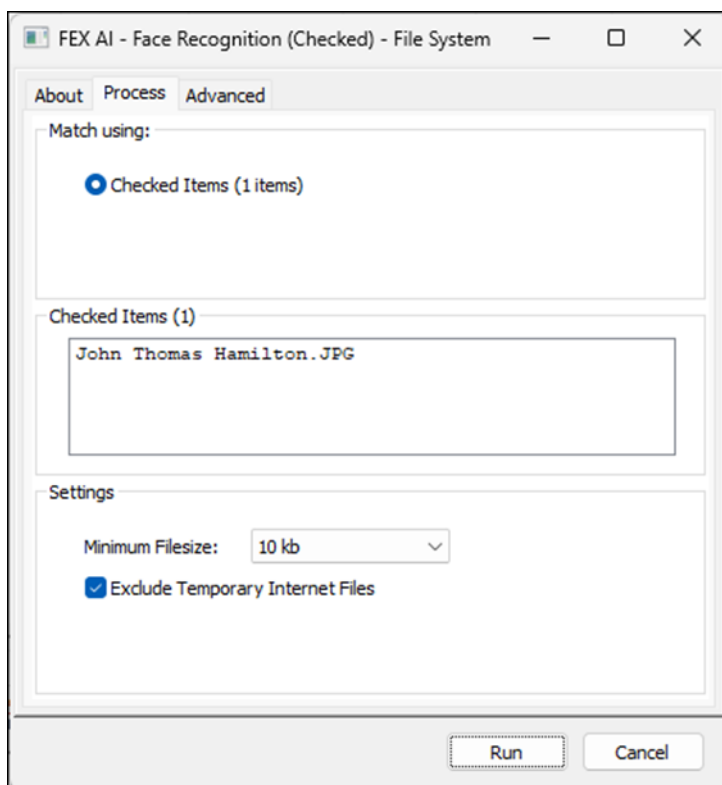 FEX AI - Face Recognition (Checked) - File System
About Process Advanced
Match using:
Checked Items (1 items)
Checked Items (1)
John Thomas Hamilton.JPG
Settings
Minimum Filesize: 10 kb
Exclude Temporary Internet Files
Run Cancel